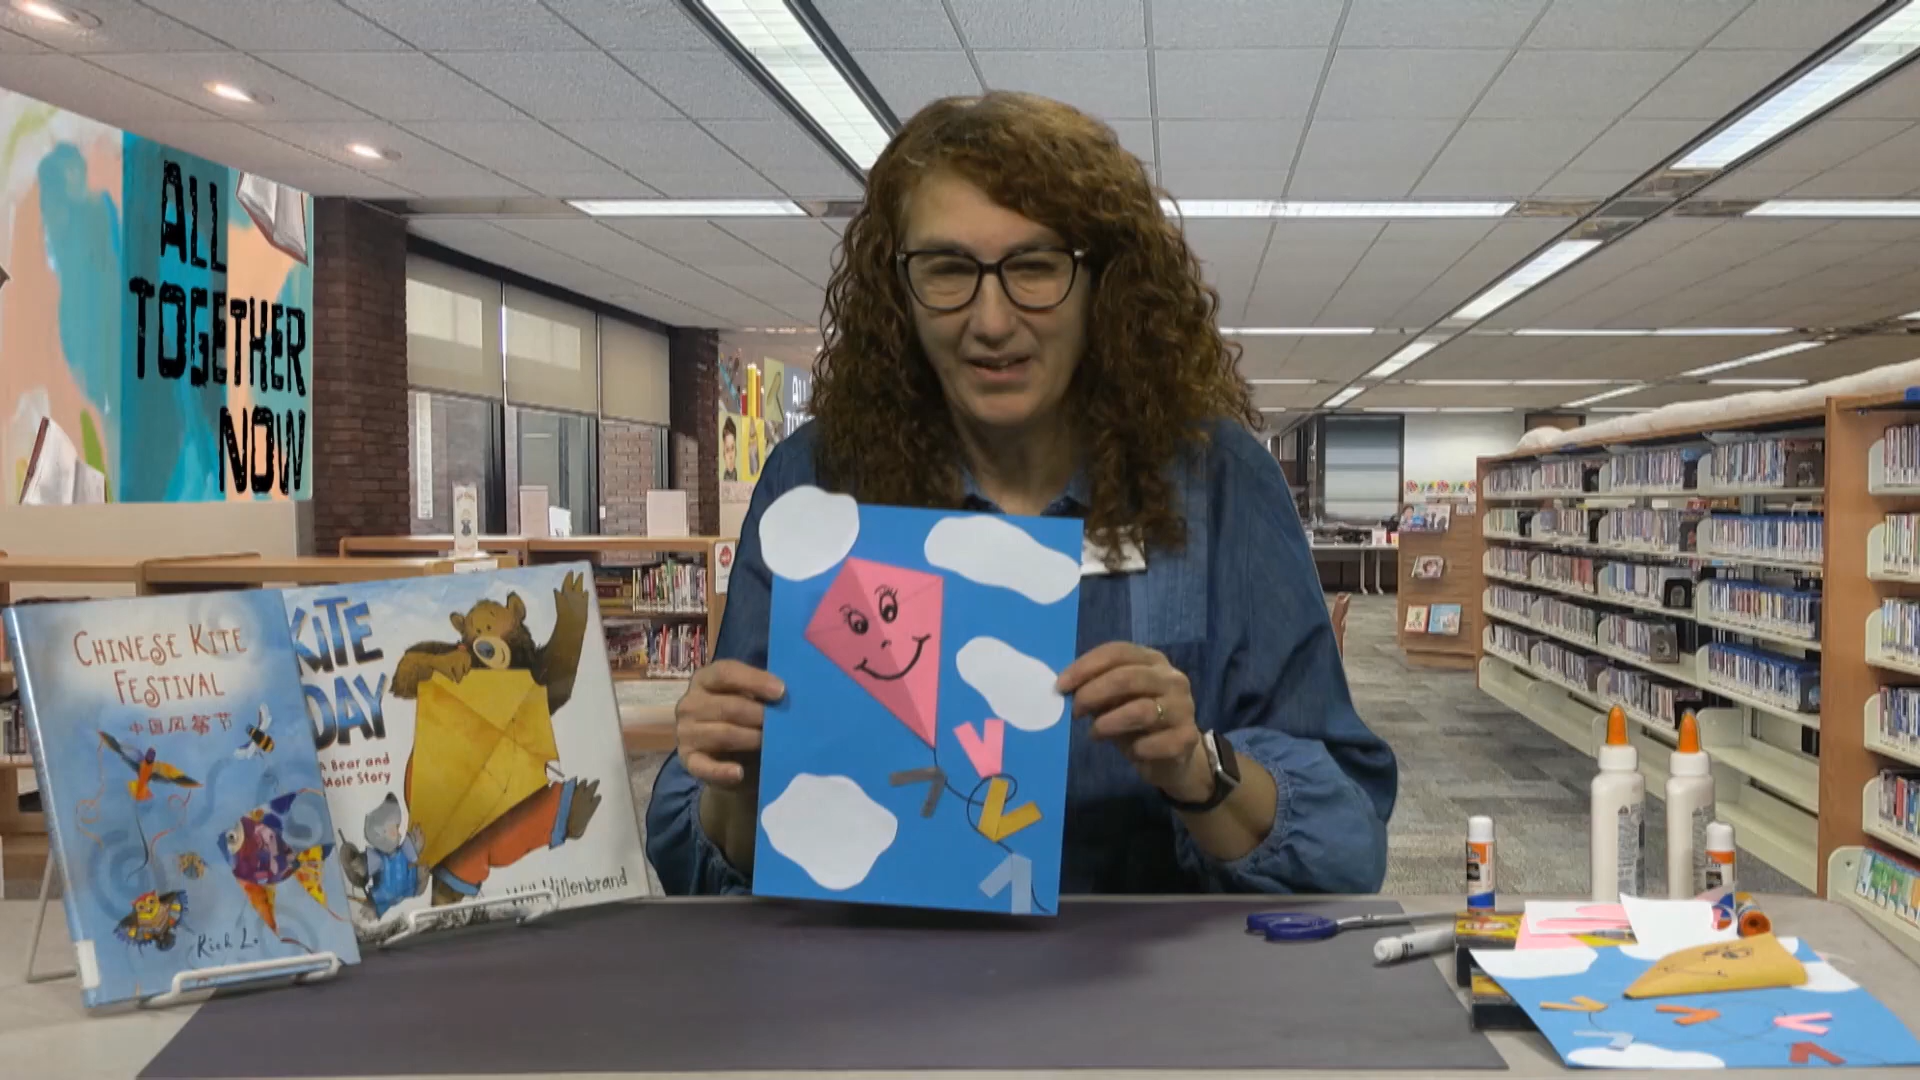 ALL
TOGETHER
NOW
CHINESE KITE
FESTIVAL
中国风筝节
Rich L.
KITE
DAY
A Bear and
Mole Story
Will Hillenbrand